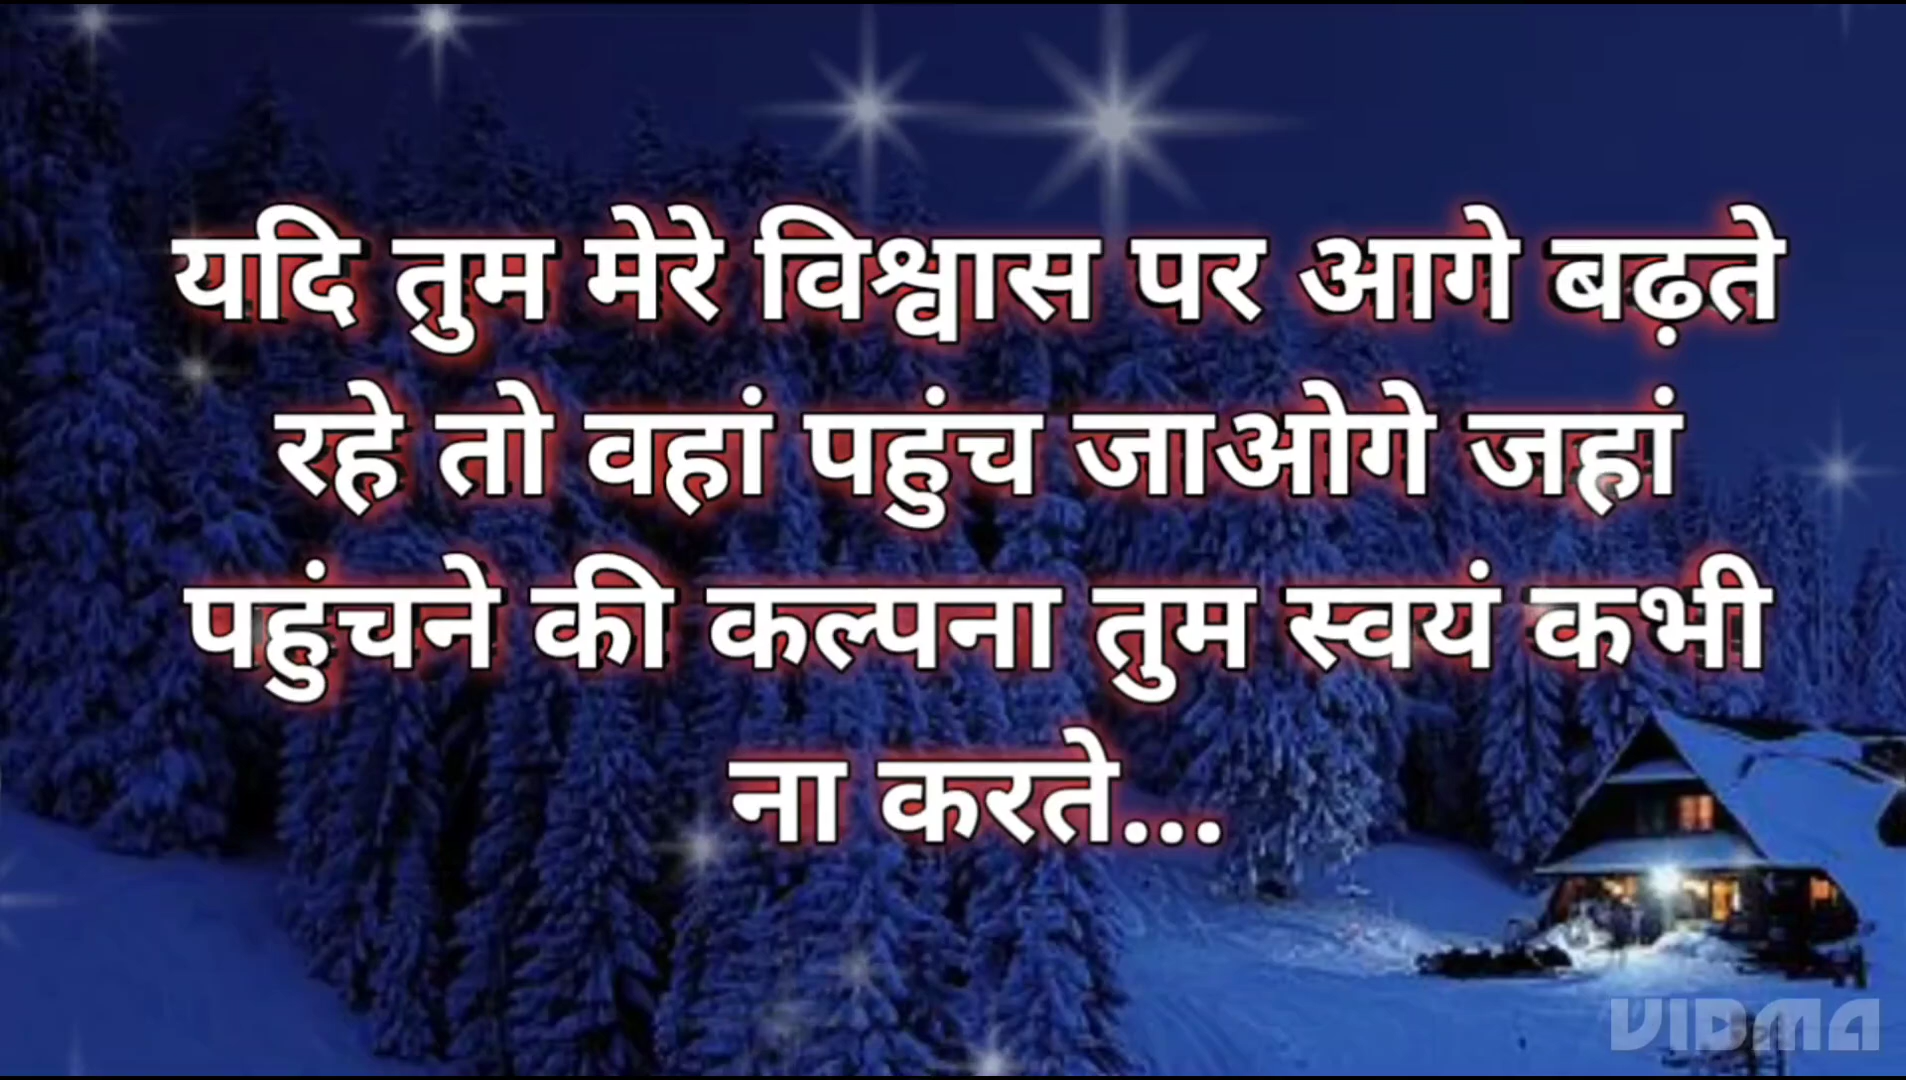 यदि तुम मेरे विश्वास पर आगे बढ़ते
रहे तो वहां पहुंच जाओगे जहां
पहुंचने की कल्पना तुम स्वयं कभी
ना करते...
VIDMA